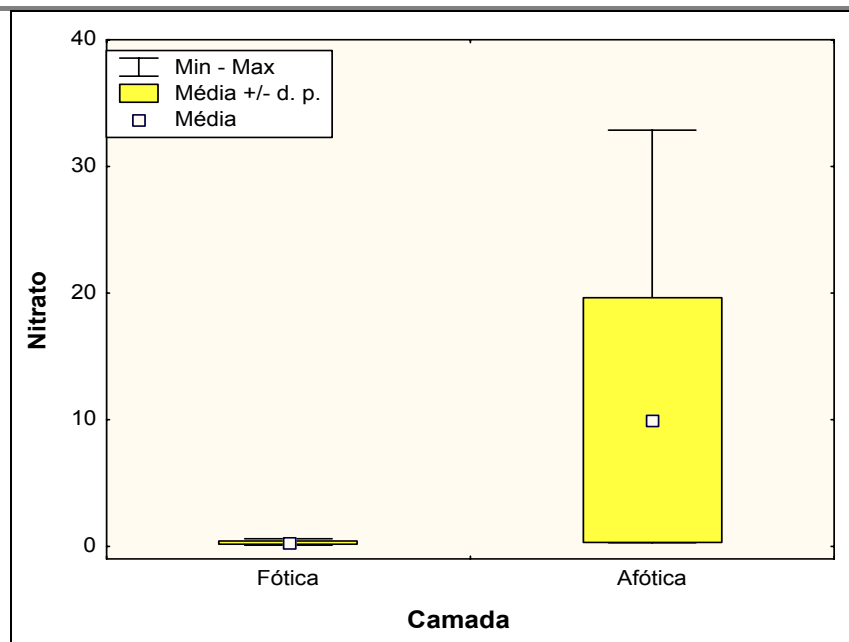 40
Min - Max
Média +/- d. p.
Média
30
20
10
0
Nitrato
Fótica Afótica
Camada